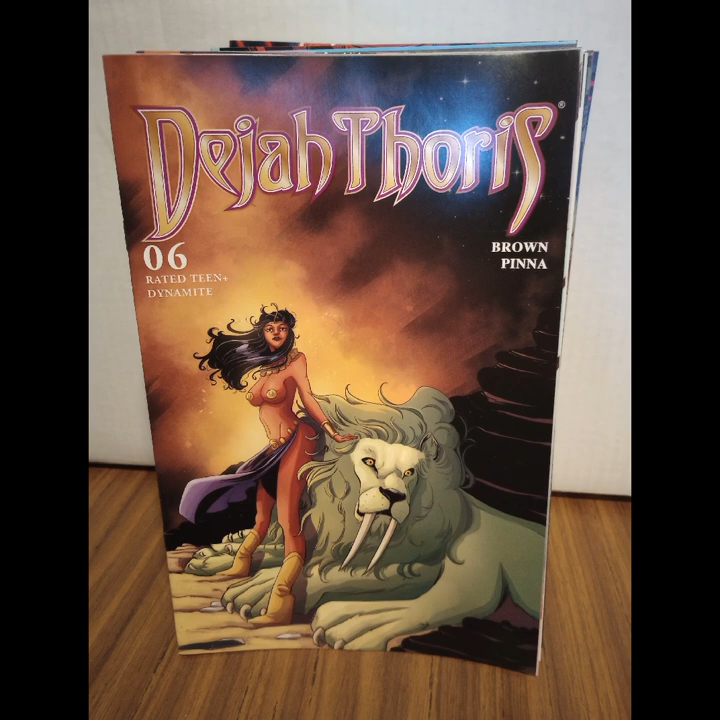 Dejah Thoris®
06
RATED TEEN+
DYNAMITE
BROWN
PINNA